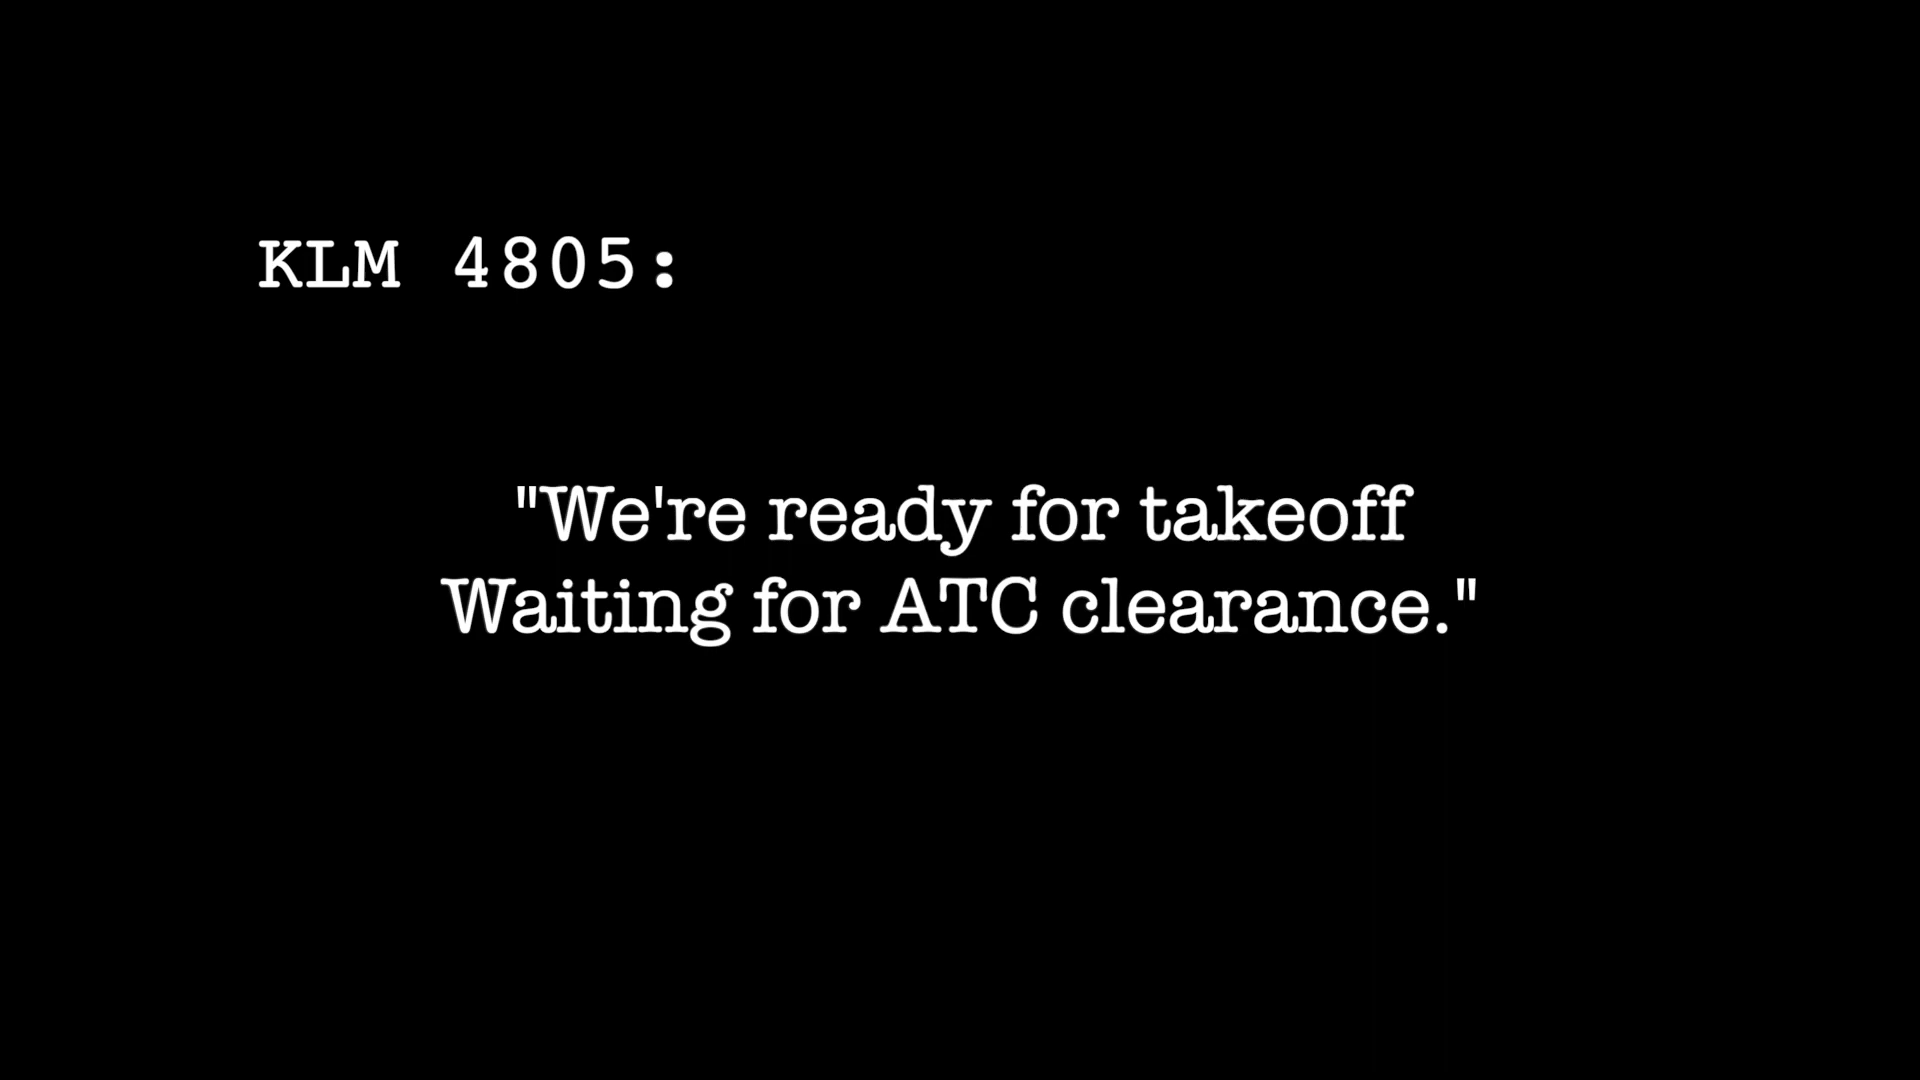 KLM 4805:
"We're ready for takeoff
Waiting for ATC clearance."